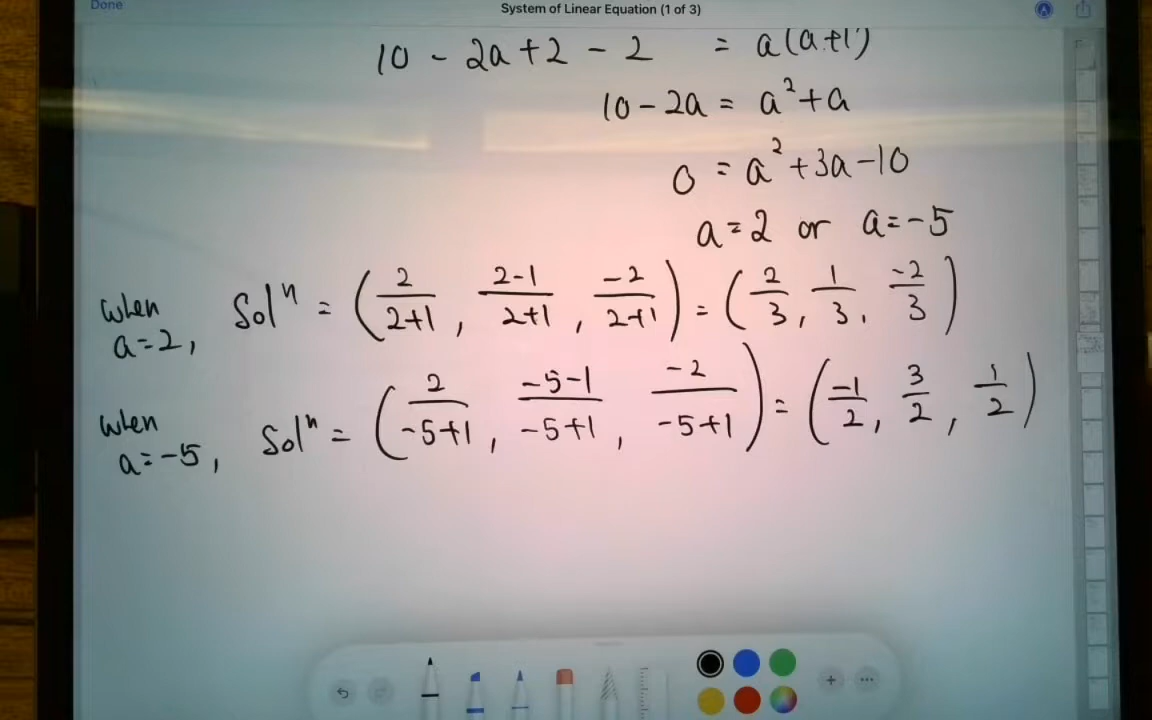 Done
System of Linear Equation (1 of 3)
10 - 2a + 2 - 2 = a(a+1)
10 - 2a = a² + a
0 = a² + 3a - 10
a = 2 or a = -5
When a = 2, Solⁿ = (2/(2+1), (2-1)/(2+1), -2/(2+1)) = (2/3, 1/3, -2/3)
When a = -5, Solⁿ = (2/(-5+1), (-5-1)/(-5+1), -2/(-5+1)) = (-1/2, 3/2, 1/2)